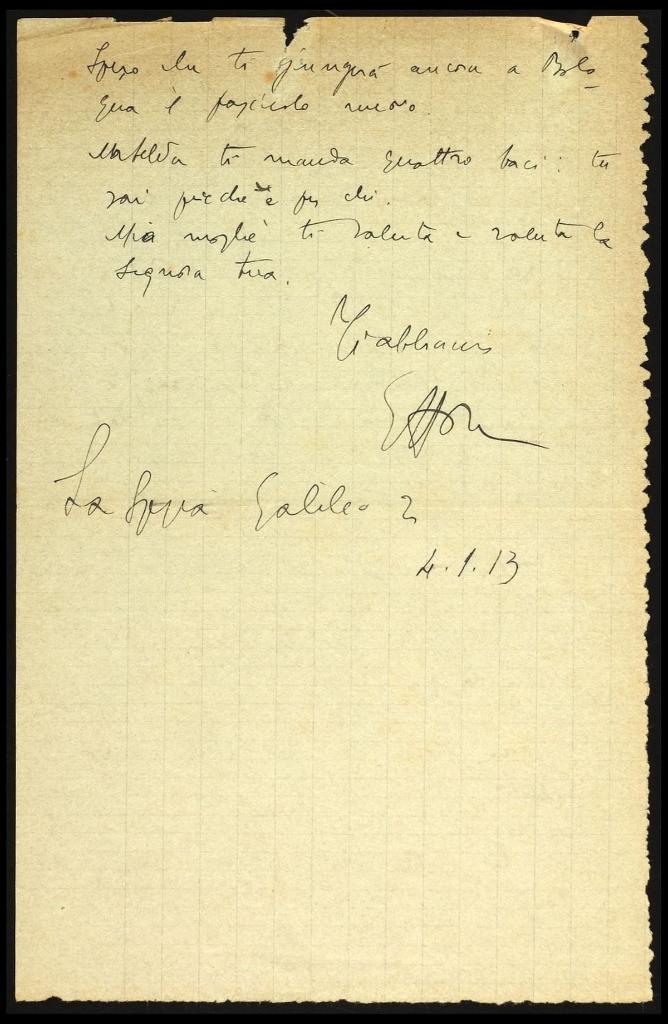 Spero che ti giungerà ancora a Bolo-
gna il fascicolo nuovo.
Matelda ti manda quattro baci: tu
sai perchè e per chi.
Mia moglie ti saluta e saluta la
Signora tua.
Ti abbraccio
Ettore
La Spezia Galileo 2
4.1.13